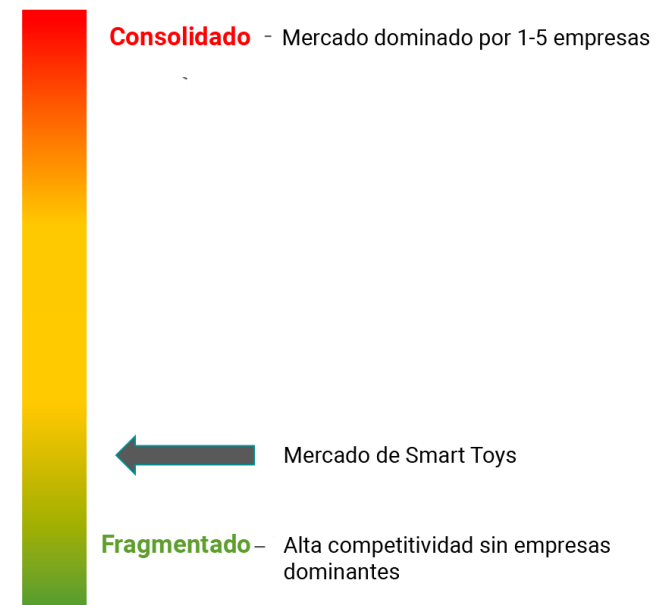 Consolidado - Mercado dominado por 1-5 empresas
`
Mercado de Smart Toys
Fragmentado – Alta competitividad sin empresas
dominantes